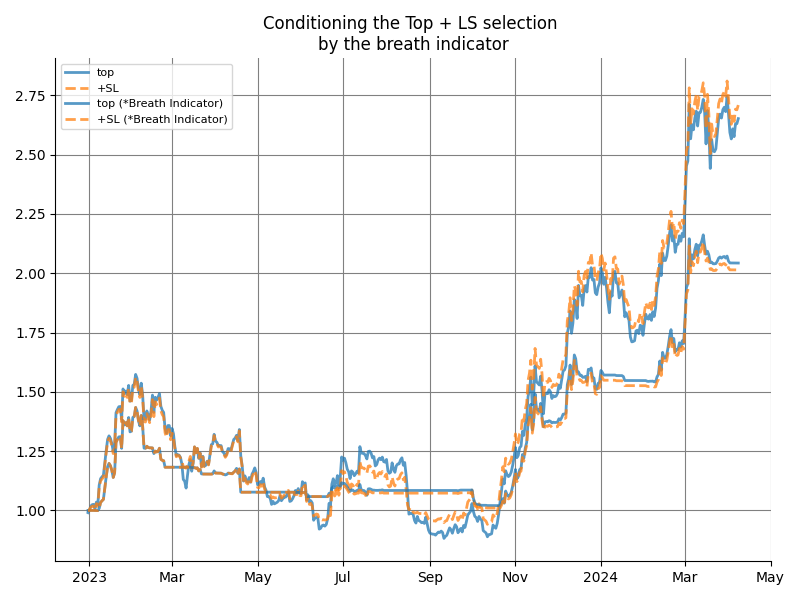 Conditioning the Top + LS selection
by the breath indicator
top
+SL
top (*Breath Indicator)
+SL (*Breath Indicator)
2.75
2.50
2.25
2.00
1.75
1.50
1.25
1.00
2023
Mar
May
Jul
Sep
Nov
2024
Mar
May